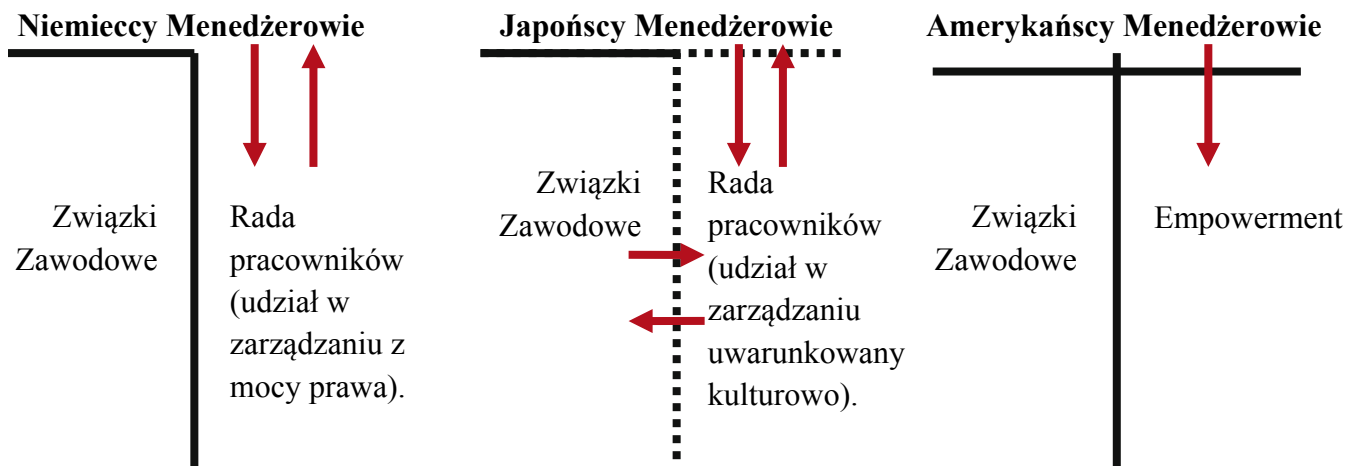 Niemieccy Menedżerowie
Związki
Zawodowe
Rada
pracowników
(udział w
zarządzaniu z
mocy prawa).
Japońscy Menedżerowie
Związki
Zawodowe
Rada
pracowników
(udział w
zarządzaniu
uwarunkowany
kulturowo).
Amerykańscy Menedżerowie
Związki
Zawodowe
Empowerment